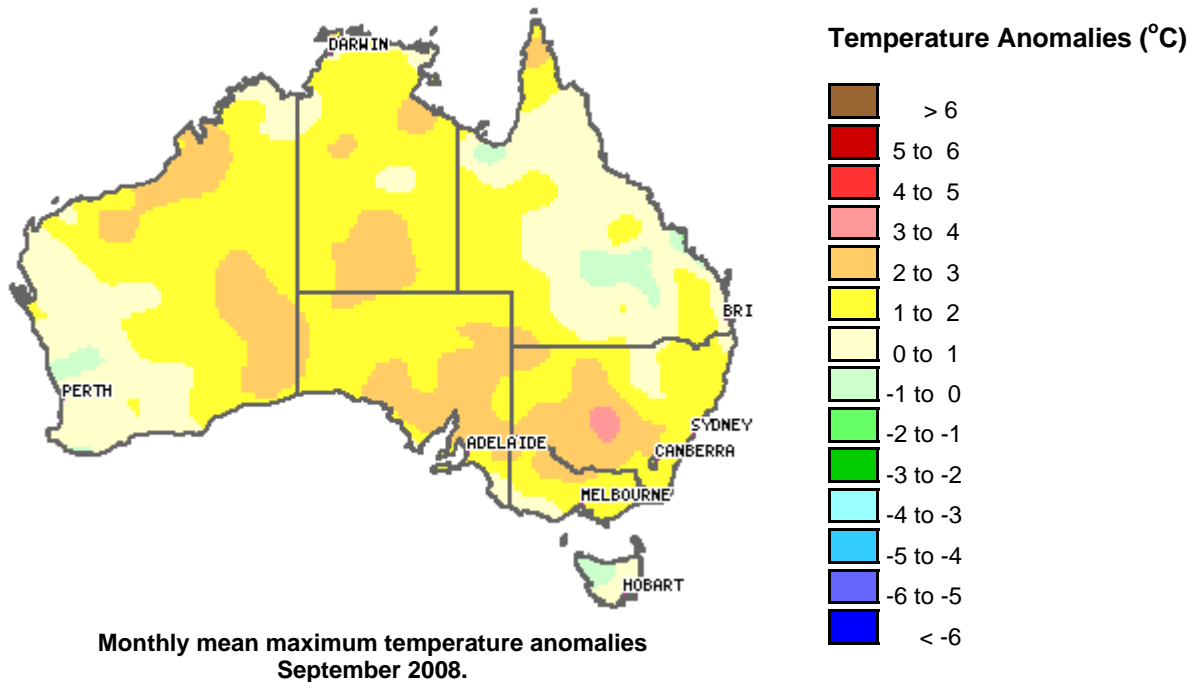 DARWIN
BRI
PERTH
SYDNEY
ADELAIDE
CANBERRA
MELBOURNE
HOBART
Monthly mean maximum temperature anomalies
September 2008.
Temperature Anomalies (°C)
> 6
5 to 6
4 to 5
3 to 4
2 to 3
1 to 2
0 to 1
-1 to 0
-2 to -1
-3 to -2
-4 to -3
-5 to -4
-6 to -5
< -6